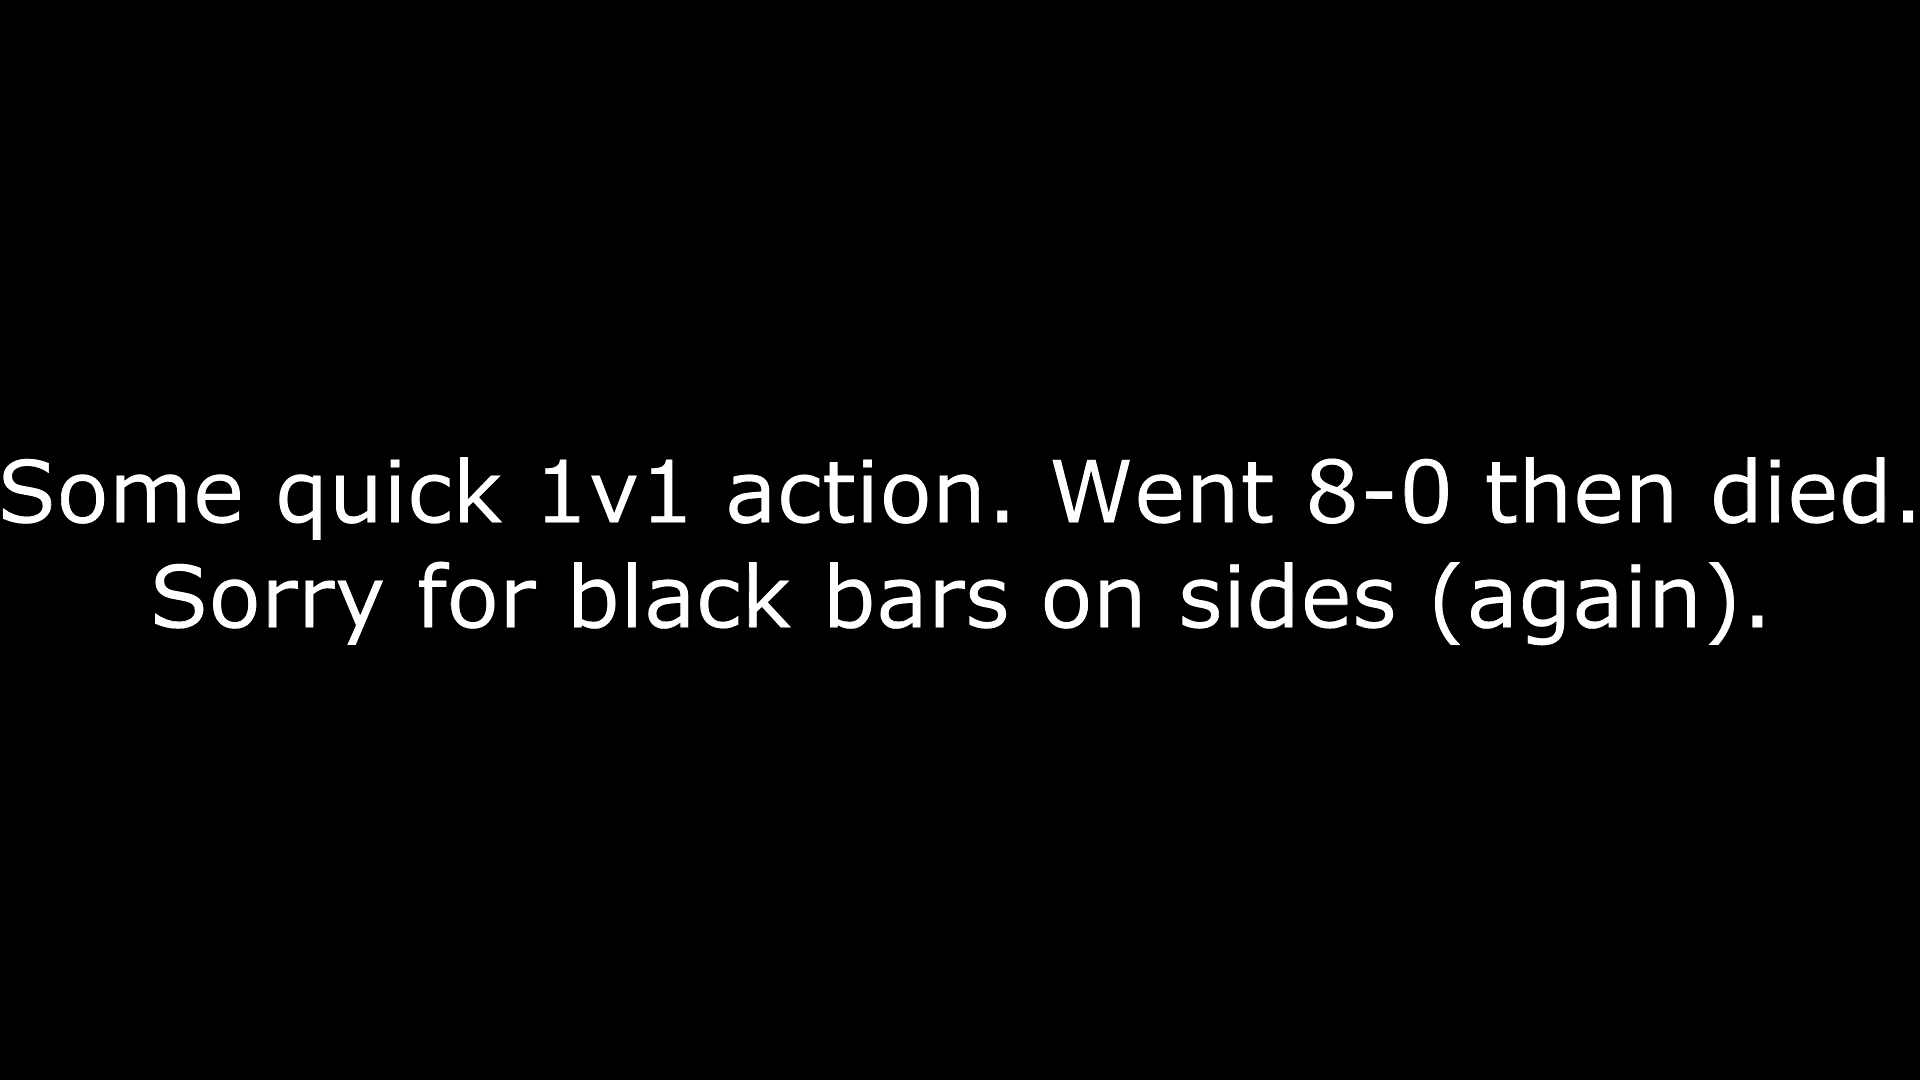 Some quick 1v1 action. Went 8-0 then died.
Sorry for black bars on sides (again).